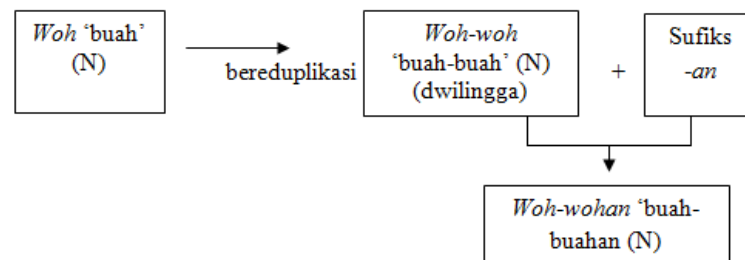 Woh ‘buah’
(N)
bereduplikasi
Woh-woh
‘buah-buah’ (N)
(dwilingga)
+
Sufiks
-an
Woh-wohan ‘buah-
buahan (N)